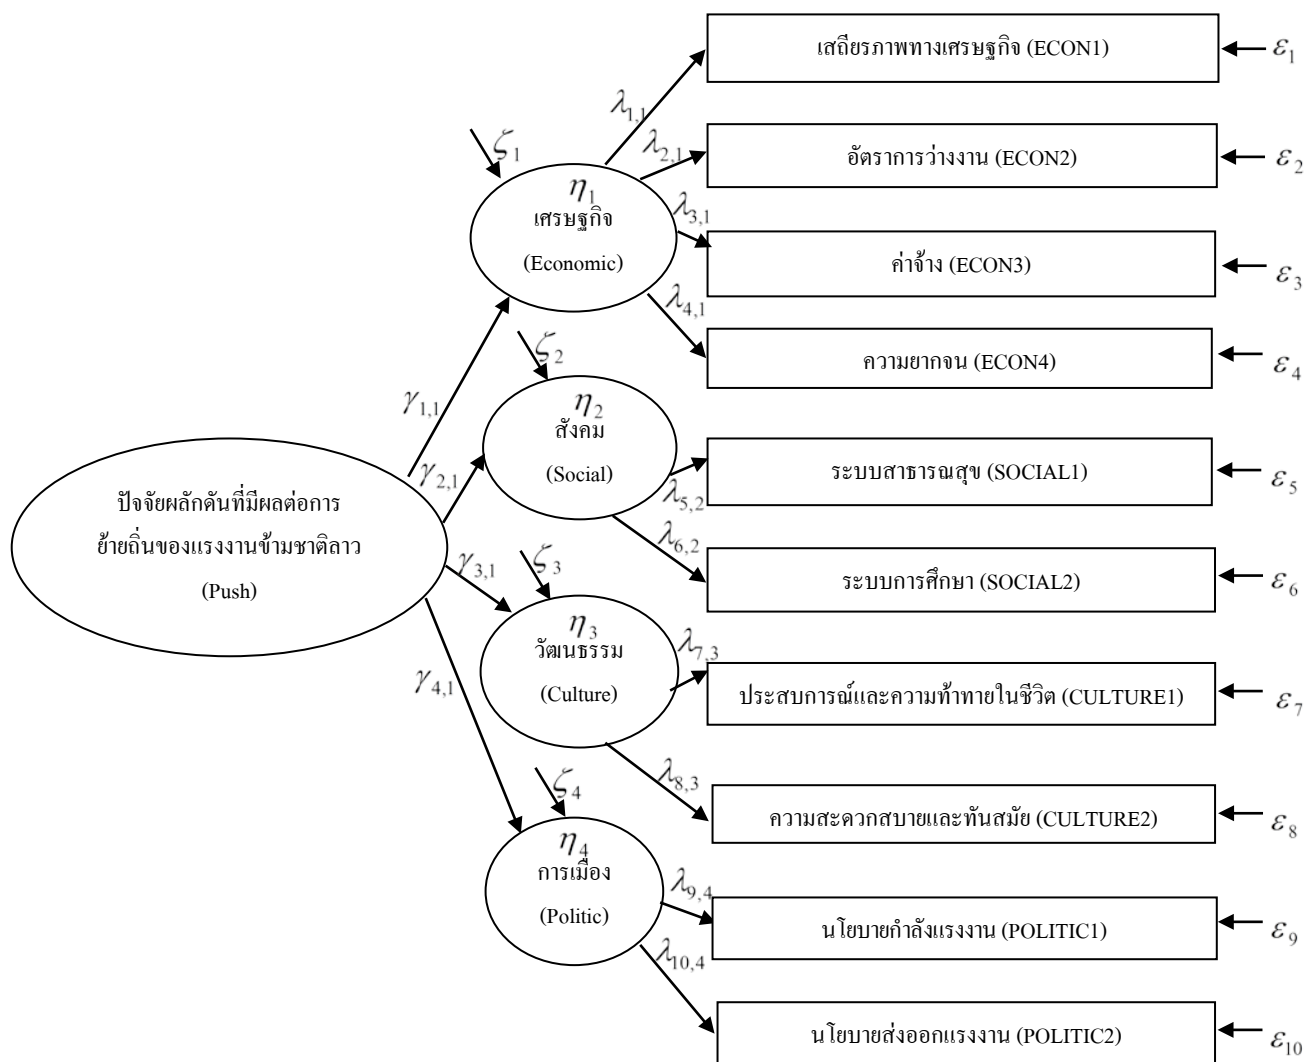 เสถียรภาพทางเศรษฐกิจ (ECON1)
ε₁
λ₁,₁
ζ₁
λ₂,₁
อัตราการว่างงาน (ECON2)
ε₂
η₁
เศรษฐกิจ
(Economic)
λ₃,₁
ค่าจ้าง (ECON3)
ε₃
λ₄,₁
ζ₂
ความยากจน (ECON4)
ε₄
γ₁,₁
η₂
สังคม
(Social)
γ₂,₁
ระบบสาธารณสุข (SOCIAL1)
ε₅
λ₅,₂
ปัจจัยผลักดันที่มีผลต่อการ
ย้ายถิ่นของแรงงานข้ามชาติลาว
(Push)
λ₆,₂
γ₃,₁
ζ₃
ระบบการศึกษา (SOCIAL2)
ε₆
η₃
วัฒนธรรม
(Culture)
λ₇,₃
γ₄,₁
ประสบการณ์และความท้าทายในชีวิต (CULTURE1)
ε₇
λ₈,₃
ζ₄
ความสะดวกสบายและทันสมัย (CULTURE2)
ε₈
η₄
การเมือง
(Politic)
λ₉,₄
นโยบายกำลังแรงงาน (POLITIC1)
ε₉
λ₁₀,₄
นโยบายส่งออกแรงงาน (POLITIC2)
ε₁₀